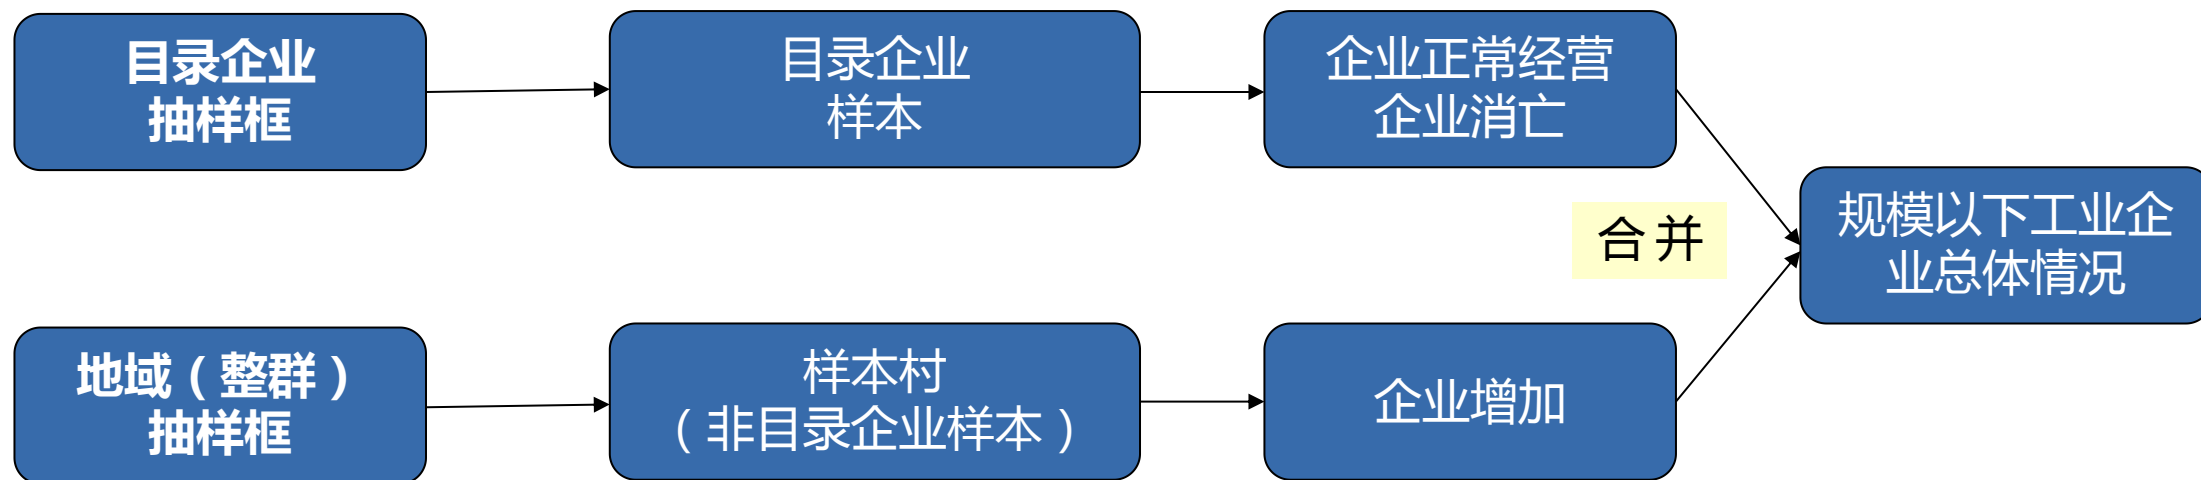 目录企业
抽样框
目录企业
样本
企业正常经营
企业消亡
合并
规模以下工业企
业总体情况
地域（整群）
抽样框
样本村
（非目录企业样本）
企业增加